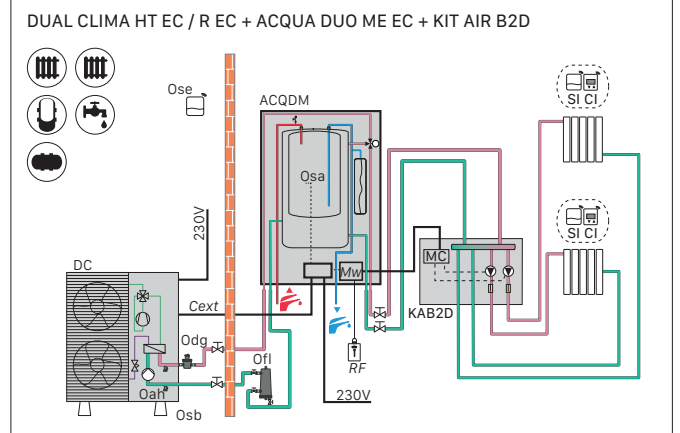 DUAL CLIMA HT EC / R EC + ACQUA DUO ME EC + KIT AIR B2D
Ose
ACQDM
SI CI
Osa
230V
SI CI
DC
MC
Mw
Cext
KAB2D
Odg
Ofl
RF
Oah
230V
Osb